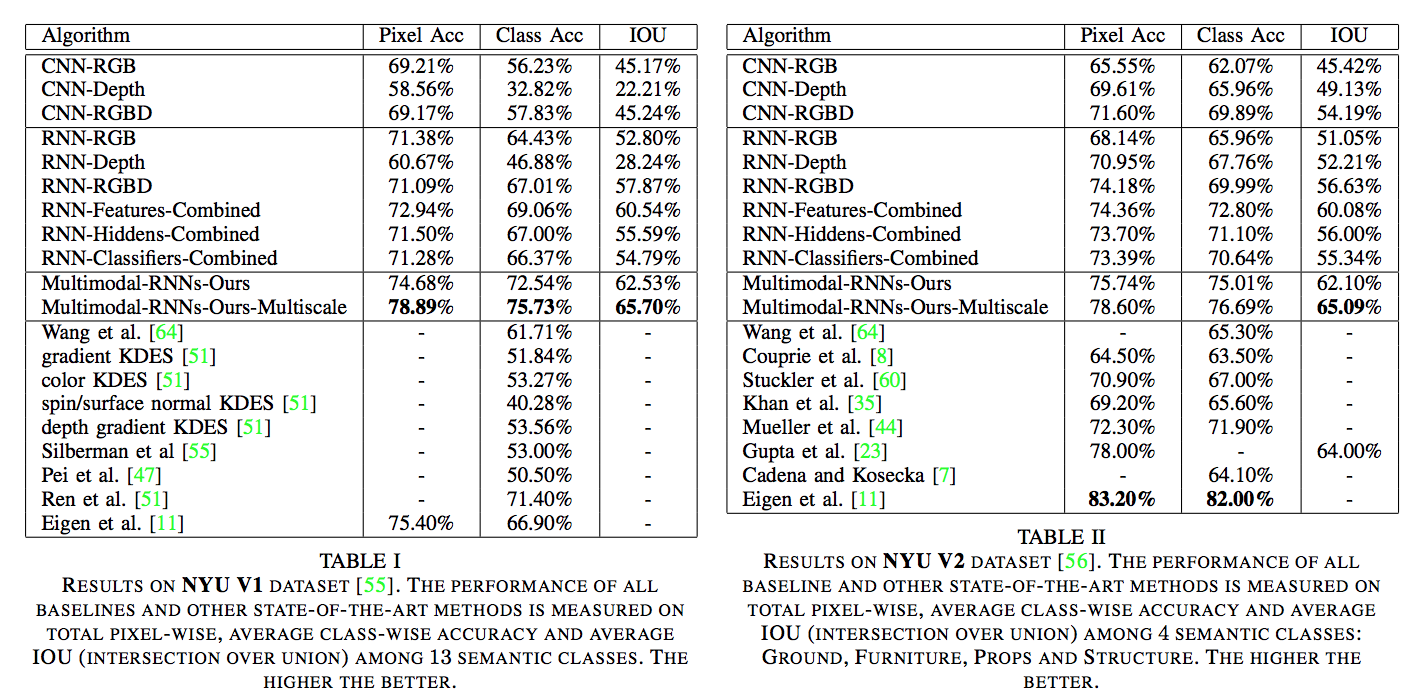 Algorithm Pixel Acc Class Acc IOU
CNN-RGB 69.21% 56.23% 45.17%
CNN-Depth 58.56% 32.82% 22.21%
CNN-RGBD 69.17% 57.83% 45.24%
RNN-RGB 71.38% 64.43% 52.80%
RNN-Depth 60.67% 46.88% 28.24%
RNN-RGBD 71.09% 67.01% 57.87%
RNN-Features-Combined 72.94% 69.06% 60.54%
RNN-Hiddens-Combined 71.50% 67.00% 55.59%
RNN-Classifiers-Combined 71.28% 66.37% 54.79%
Multimodal-RNNs-Ours 74.68% 72.54% 62.53%
Multimodal-RNNs-Ours-Multiscale 78.89% 75.73% 65.70%
Wang et al. [64] - 61.71% -
gradient KDES [51] - 51.84% -
color KDES [51] - 53.27% -
spin/surface normal KDES [51] - 40.28% -
depth gradient KDES [51] - 53.56% -
Silberman et al [55] - 53.00% -
Pei et al. [47] - 50.50% -
Ren et al. [51] - 71.40% -
Eigen et al. [11] 75.40% 66.90% -
TABLE I
RESULTS ON NYU V1 DATASET [55]. THE PERFORMANCE OF ALL
BASELINES AND OTHER STATE-OF-THE-ART METHODS IS MEASURED ON
TOTAL PIXEL-WISE, AVERAGE CLASS-WISE ACCURACY AND AVERAGE
IOU (INTERSECTION OVER UNION) AMONG 13 SEMANTIC CLASSES. THE
HIGHER THE BETTER.
Algorithm Pixel Acc Class Acc IOU
CNN-RGB 65.55% 62.07% 45.42%
CNN-Depth 69.61% 65.96% 49.13%
CNN-RGBD 71.60% 69.89% 54.19%
RNN-RGB 68.14% 65.96% 51.05%
RNN-Depth 70.95% 67.76% 52.21%
RNN-RGBD 74.18% 69.99% 56.63%
RNN-Features-Combined 74.36% 72.80% 60.08%
RNN-Hiddens-Combined 73.70% 71.10% 56.00%
RNN-Classifiers-Combined 73.39% 70.64% 55.34%
Multimodal-RNNs-Ours 75.74% 75.01% 62.10%
Multimodal-RNNs-Ours-Multiscale 78.60% 76.69% 65.09%
Wang et al. [64] - 65.30% -
Couprie et al. [8] 64.50% 63.50% -
Stuckler et al. [60] 70.90% 67.00% -
Khan et al. [35] 69.20% 65.60% -
Mueller et al. [44] 72.30% 71.90% -
Gupta et al. [23] 78.00% - 64.00%
Cadena and Kosecka [7] - 64.10% -
Eigen et al. [11] 83.20% 82.00% -
TABLE II
RESULTS ON NYU V2 DATASET [56]. THE PERFORMANCE OF ALL
BASELINE AND OTHER STATE-OF-THE-ART METHODS IS MEASURED ON
TOTAL PIXEL-WISE, AVERAGE CLASS-WISE ACCURACY AND AVERAGE
IOU (INTERSECTION OVER UNION) AMONG 4 SEMANTIC CLASSES:
GROUND, FURNITURE, PROPS AND STRUCTURE. THE HIGHER THE
BETTER.